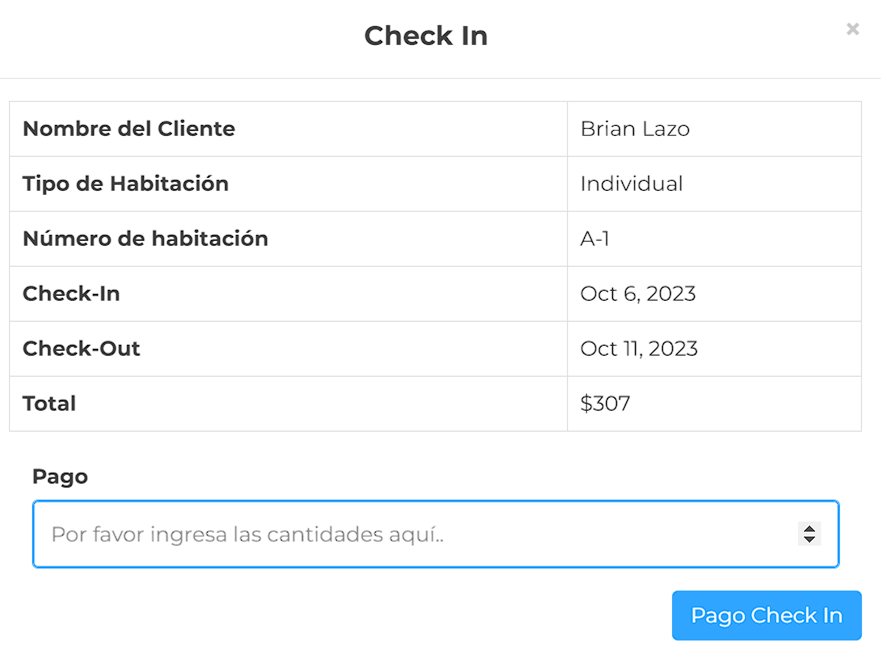 Check In
×
Nombre del Cliente Brian Lazo
Tipo de Habitación Individual
Número de habitación A-1
Check-In Oct 6, 2023
Check-Out Oct 11, 2023
Total $307
Pago
Por favor ingresa las cantidades aquí..
Pago Check In